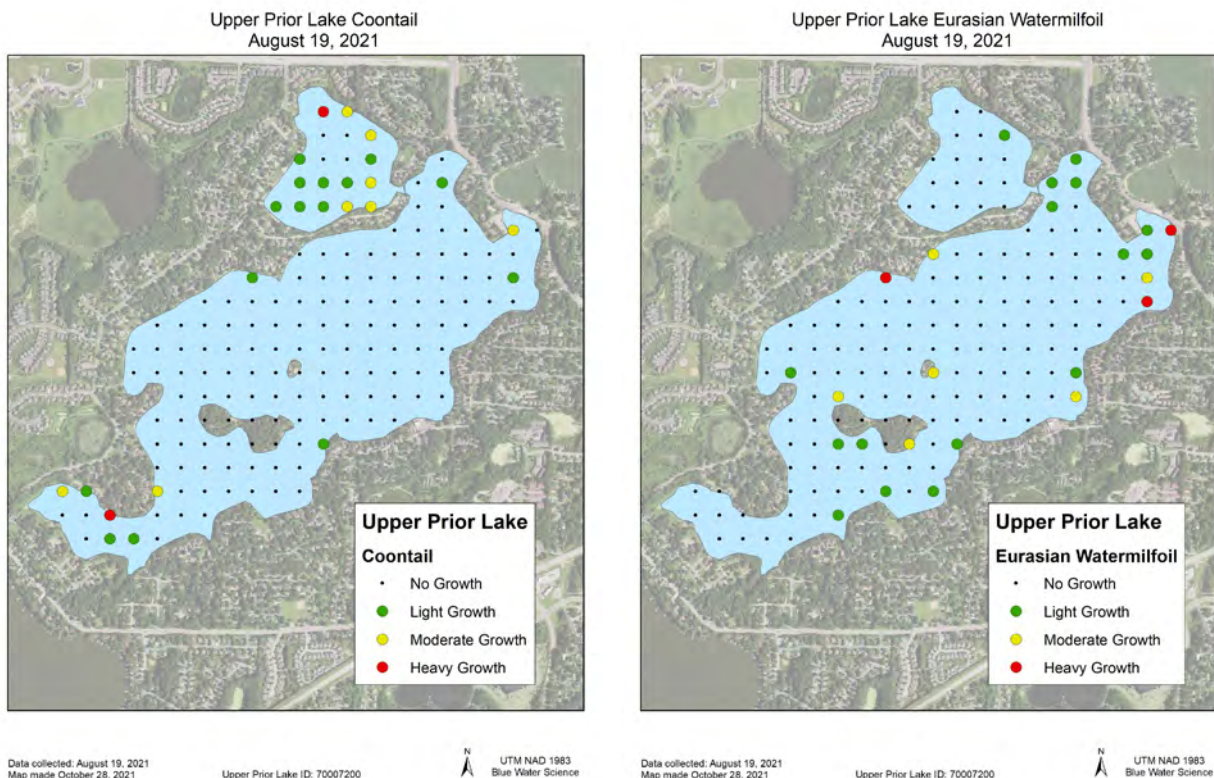 Upper Prior Lake Coontail
August 19, 2021
Upper Prior Lake
Coontail
No Growth
Light Growth
Moderate Growth
Heavy Growth
Data collected: August 19, 2021
Map made October 28, 2021
Upper Prior Lake ID: 70007200
N
UTM NAD 1983
Blue Water Science
Upper Prior Lake Eurasian Watermilfoil
August 19, 2021
Upper Prior Lake
Eurasian Watermilfoil
No Growth
Light Growth
Moderate Growth
Heavy Growth
Data collected: August 19, 2021
Map made October 28, 2021
Upper Prior Lake ID: 70007200
N
UTM NAD 1983
Blue Water Science